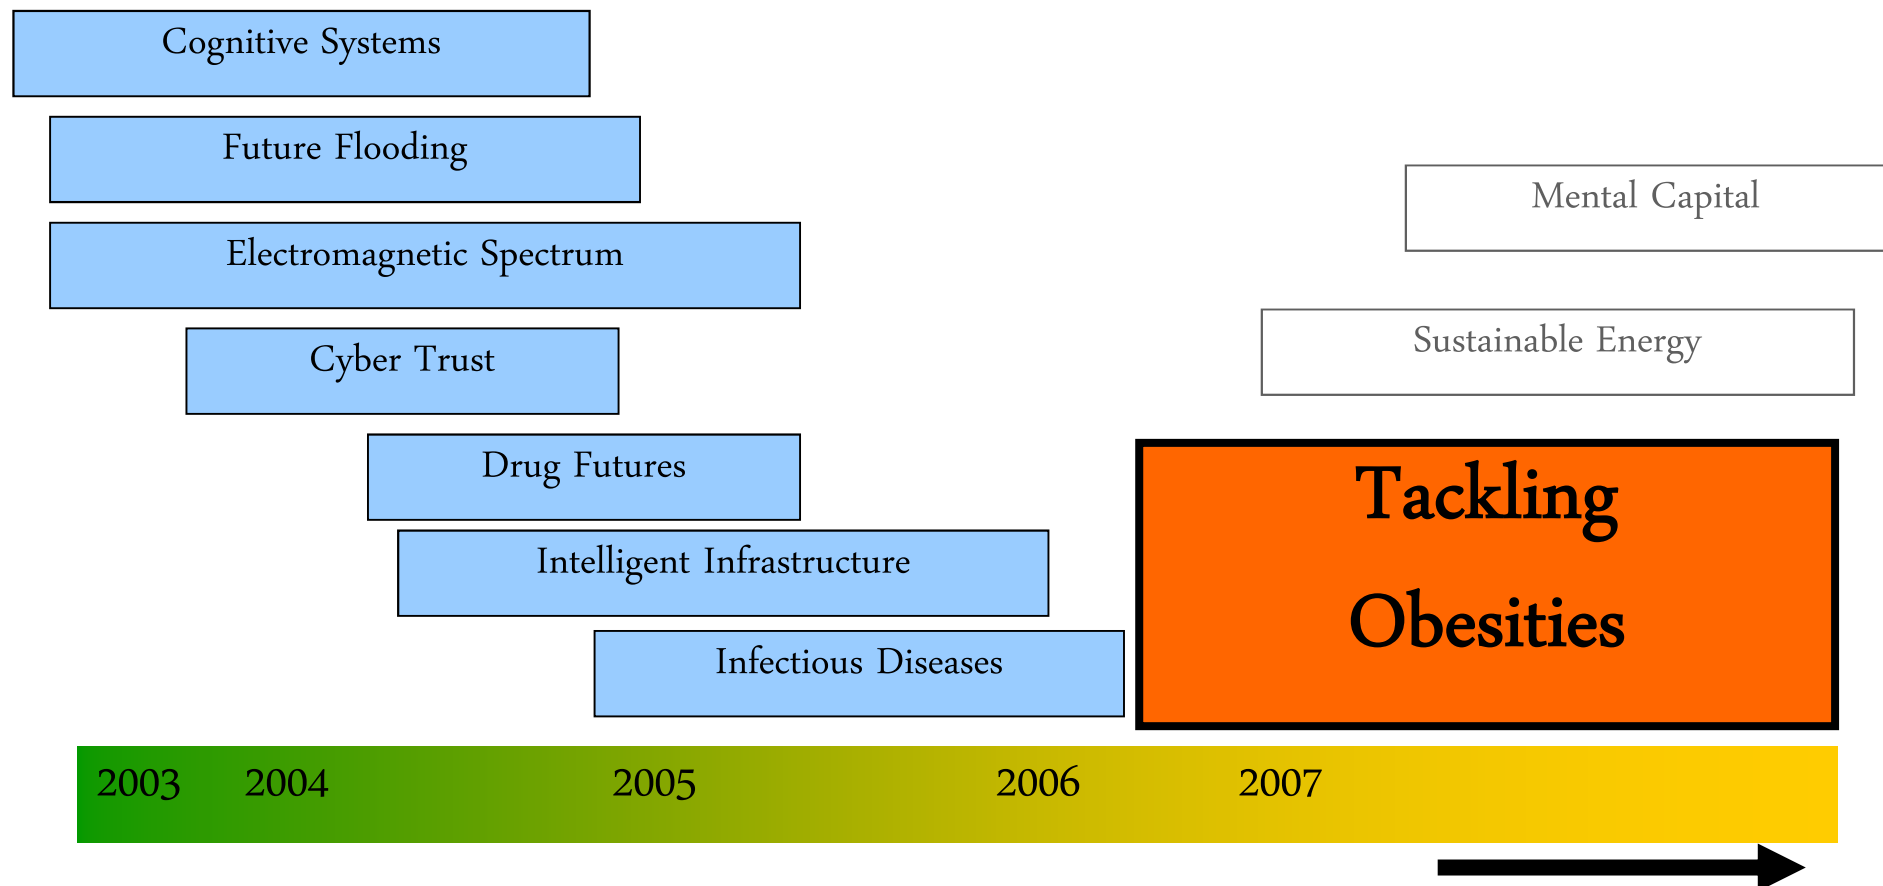 Cognitive Systems
Future Flooding
Mental Capital
Electromagnetic Spectrum
Sustainable Energy
Cyber Trust
Drug Futures
Tackling
Obesities
Intelligent Infrastructure
Infectious Diseases
2003 2004 2005 2006 2007